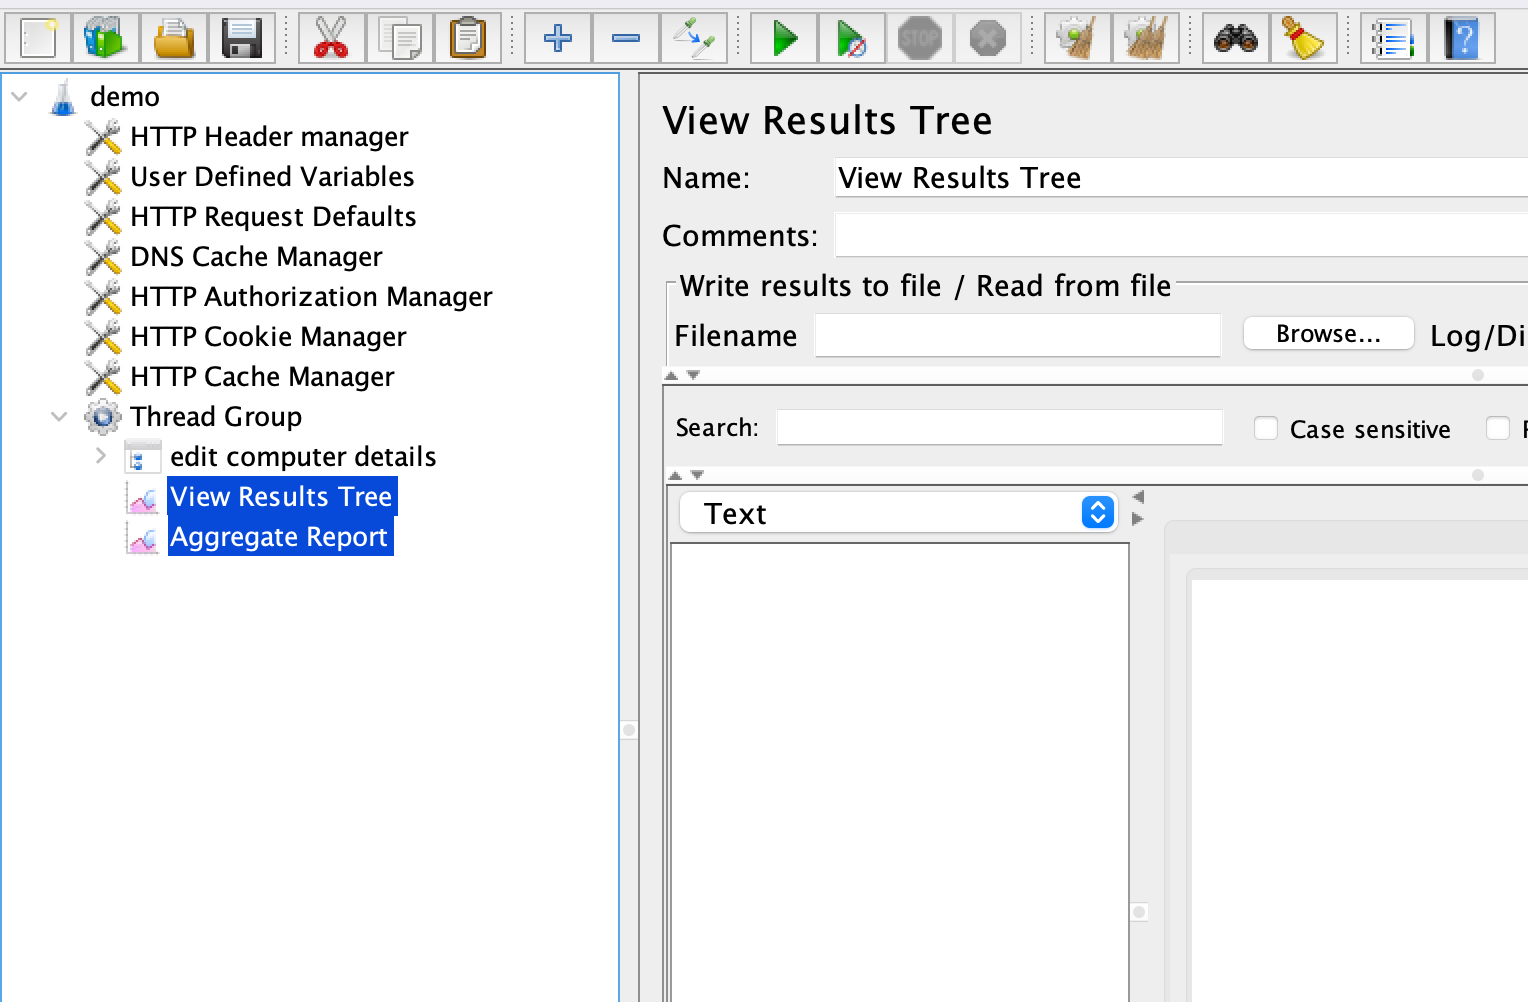 STOP
?
demo
HTTP Header manager
User Defined Variables
HTTP Request Defaults
DNS Cache Manager
HTTP Authorization Manager
HTTP Cookie Manager
HTTP Cache Manager
Thread Group
edit computer details
View Results Tree
Aggregate Report
View Results Tree
Name: View Results Tree
Comments:
Write results to file / Read from file
Filename Browse... Log/Di
Search: Case sensitive
Text